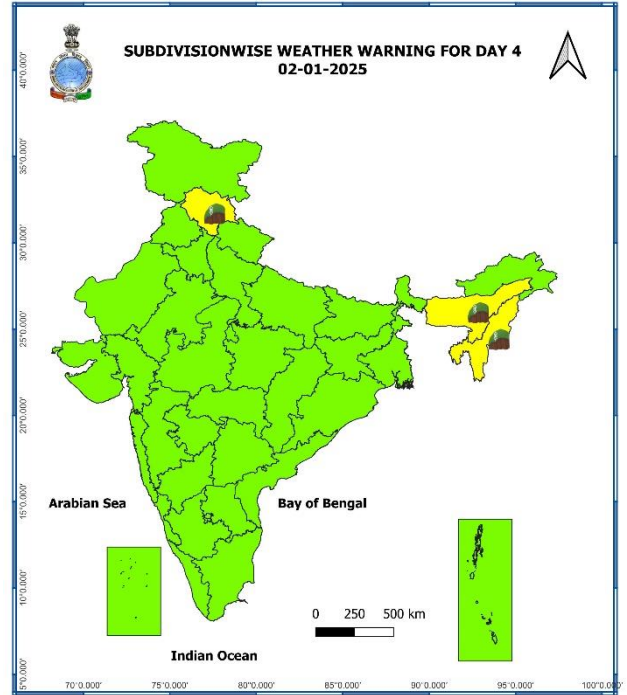 SUBDIVISIONWISE WEATHER WARNING FOR DAY 4
02-01-2025
40°0.000'
35°0.000'
30°0.000'
25°0.000'
20°0.000'
15°0.000'
10°0.000'
5°0.000'
Arabian Sea
Bay of Bengal
0 250 500 km
Indian Ocean
70°0.000' 75°0.000' 80°0.000' 85°0.000' 90°0.000' 95°0.000' 100°0.000'